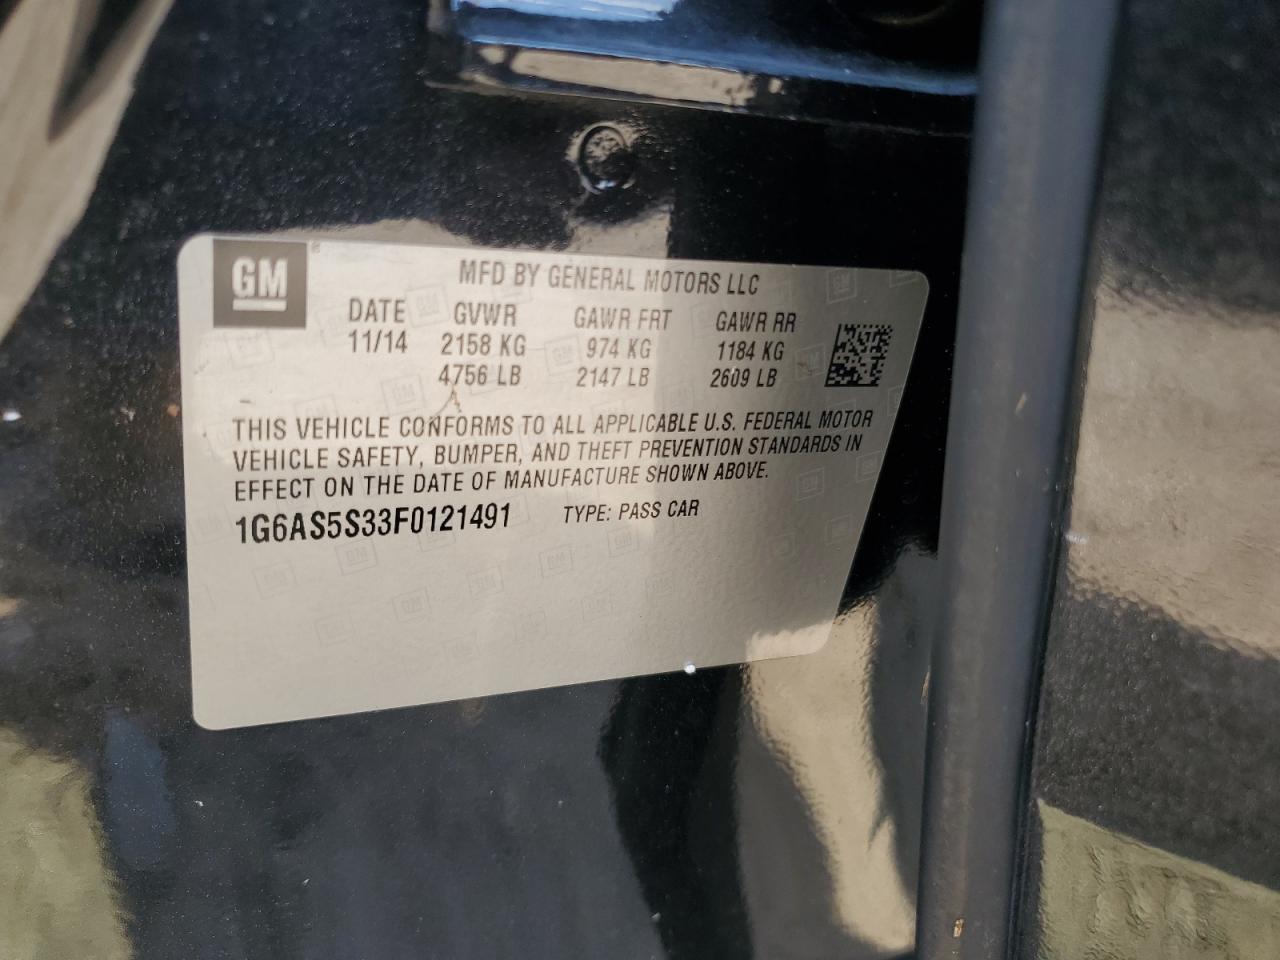 GM ®
MFD BY GENERAL MOTORS LLC
DATE GVWR GAWR FRT GAWR RR
11/14 2158 KG 974 KG 1184 KG
4756 LB 2147 LB 2609 LB
THIS VEHICLE CONFORMS TO ALL APPLICABLE U.S. FEDERAL MOTOR
VEHICLE SAFETY, BUMPER, AND THEFT PREVENTION STANDARDS IN
EFFECT ON THE DATE OF MANUFACTURE SHOWN ABOVE.
1G6AS5S33F0121491 TYPE: PASS CAR